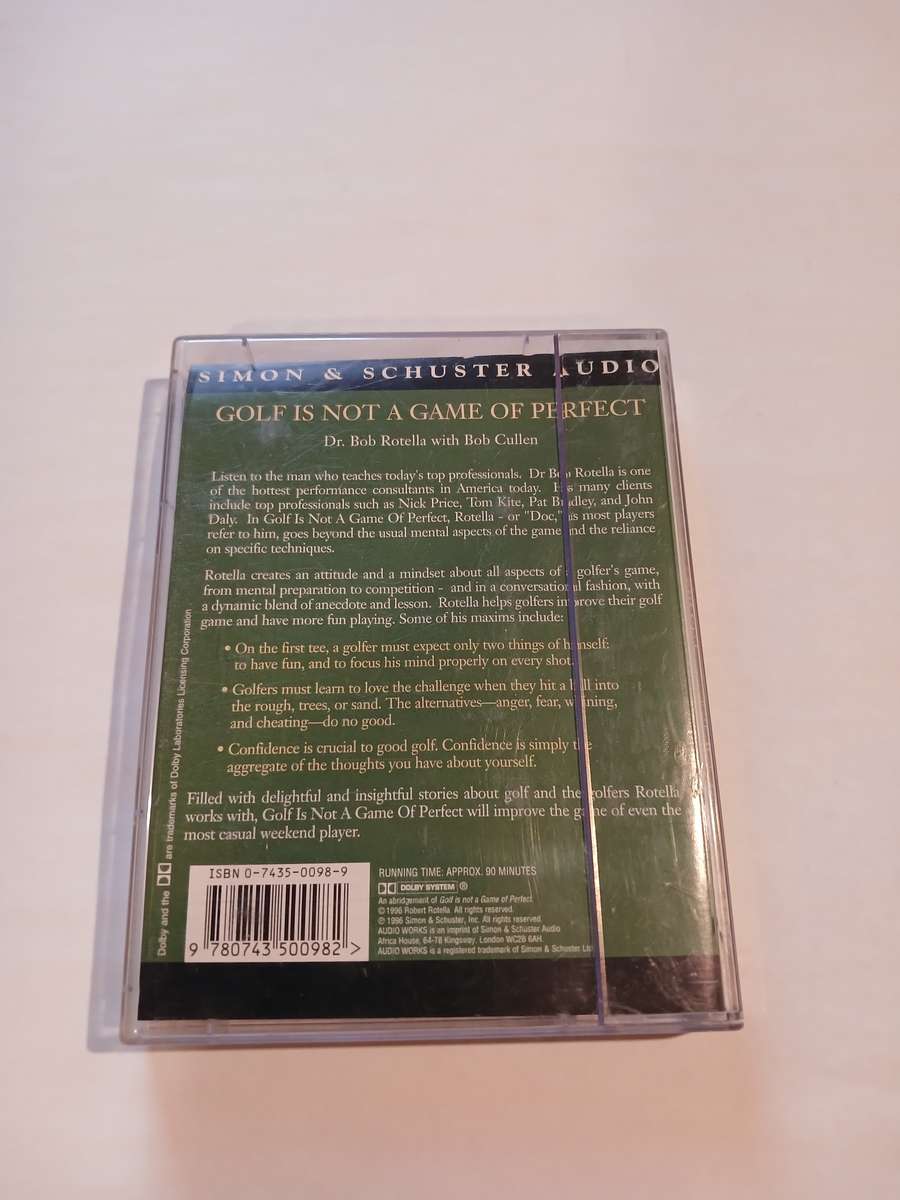 SIMON & SCHUSTER AUDIO
GOLF IS NOT A GAME OF PERFECT
Dr. Bob Rotella with Bob Cullen
Listen to the man who teaches today's top professionals. Dr Bob Rotella is one
of the hottest performance consultants in America today. His many clients
include top professionals such as Nick Price, Tom Kite, Pat Bradley, and John
Daly. In Golf Is Not A Game Of Perfect, Rotella - or "Doc," as most players
refer to him, goes beyond the usual mental aspects of the game and the reliance
on specific techniques.
Rotella creates an attitude and a mindset about all aspects of a golfer's game,
from mental preparation to competition - and in a conversational fashion, with
a dynamic blend of anecdote and lesson. Rotella helps golfers improve their golf
game and have more fun playing. Some of his maxims include:
• On the first tee, a golfer must expect only two things of himself:
to have fun, and to focus his mind properly on every shot.
• Golfers must learn to love the challenge when they hit a ball into
the rough, trees, or sand. The alternatives—anger, fear, whining,
and cheating—do no good.
• Confidence is crucial to good golf. Confidence is simply the
aggregate of the thoughts you have about yourself.
Filled with delightful and insightful stories about golf and the golfers Rotella
works with, Golf Is Not A Game Of Perfect will improve the game of even the
most casual weekend player.
ISBN 0-7435-0098-9
9 780743 500982 >
RUNNING TIME: APPROX. 90 MINUTES
DOLBY SYSTEM ®
An abridgement of Golf is not a Game of Perfect.
© 1996 Robert Rotella. All rights reserved.
℗ 1996 Simon & Schuster, Inc. All rights reserved.
AUDIO WORKS is an imprint of Simon & Schuster Audio
Africa House, 64-78 Kingsway, London WC2B 6AH.
AUDIO WORKS is a registered trademark of Simon & Schuster Ltd
Dolby and the are trademarks of Dolby Laboratories Licensing Corporation